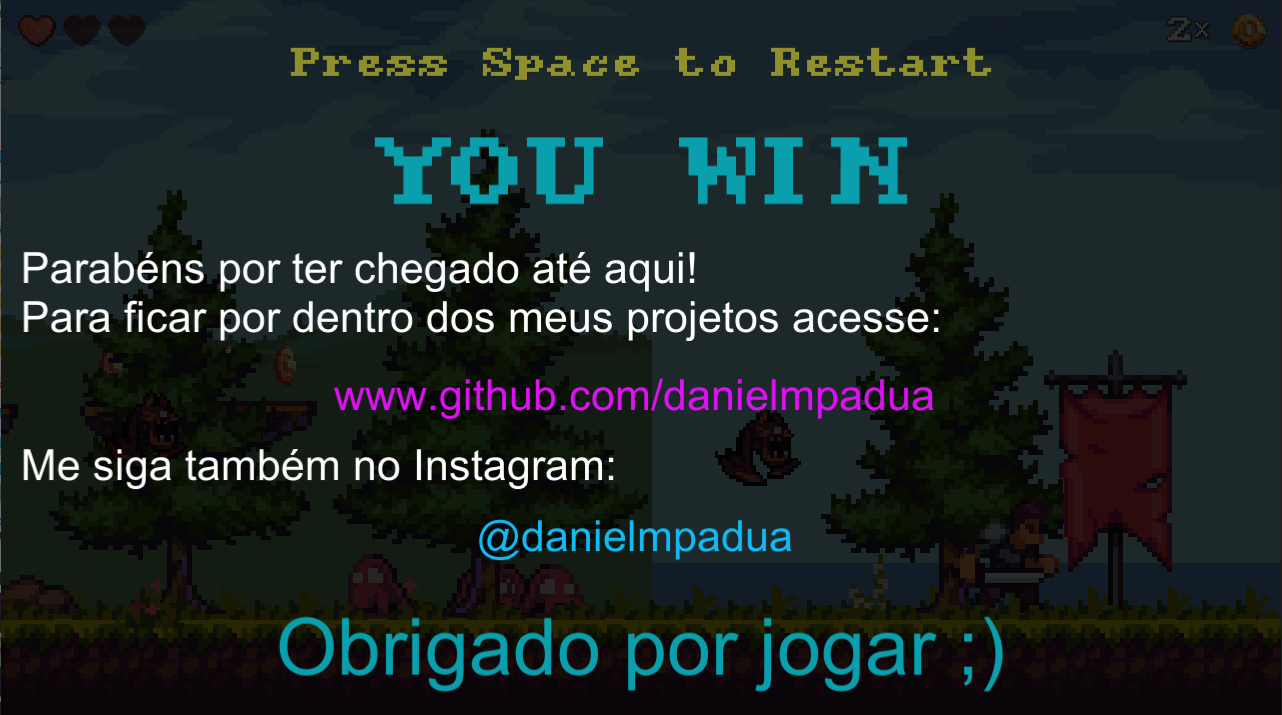 2x
Press Space to Restart
YOU WIN
Parabéns por ter chegado até aqui!
Para ficar por dentro dos meus projetos acesse:
www.github.com/danielmpadua
Me siga também no Instagram:
@danielmpadua
Obrigado por jogar ;)